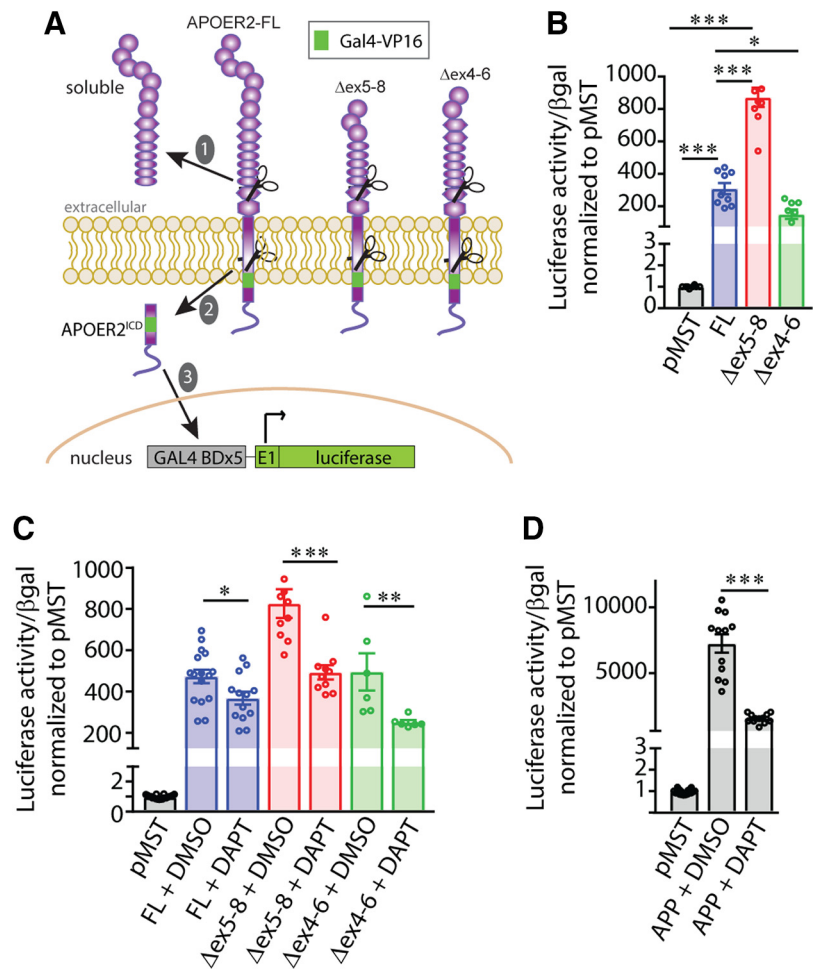 A
APOER2-FL
Gal4-VP16
soluble
Δex5-8
Δex4-6
1
extracellular
2
APOER2ICD
3
nucleus
GAL4 BDx5
E1
luciferase
B
***
*
***
***
Luciferase activity/βgal
normalized to pMST
1000
800
600
400
200
3
2
1
0
pMST
FL
Δex5-8
Δex4-6
C
***
*
**
Luciferase activity/βgal
normalized to pMST
1000
800
600
400
200
2
0
pMST
FL + DMSO
FL + DAPT
Δex5-8 + DMSO
Δex5-8 + DAPT
Δex4-6 + DMSO
Δex4-6 + DAPT
D
***
Luciferase activity/βgal
normalized to pMST
10000
5000
3
2
1
pMST
APP + DMSO
APP + DAPT